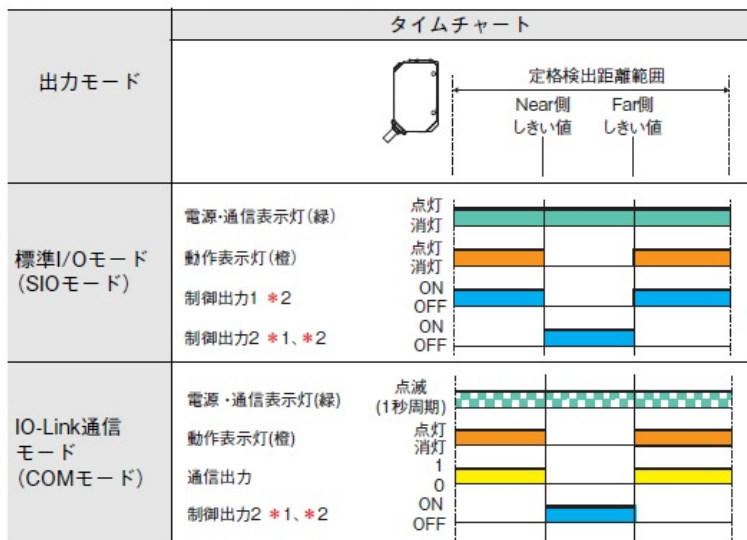 タイムチャート
出力モード
定格検出距離範囲
Near側
しきい値
Far側
しきい値
標準I/Oモード
(SIOモード)
電源・通信表示灯(緑)
点灯
消灯
動作表示灯(橙)
点灯
消灯
制御出力1 *2
ON
OFF
制御出力2 *1、*2
ON
OFF
IO-Link通信
モード
(COMモード)
電源・通信表示灯(緑)
点滅
(1秒周期)
動作表示灯(橙)
点灯
消灯
通信出力
1
0
制御出力2 *1、*2
ON
OFF